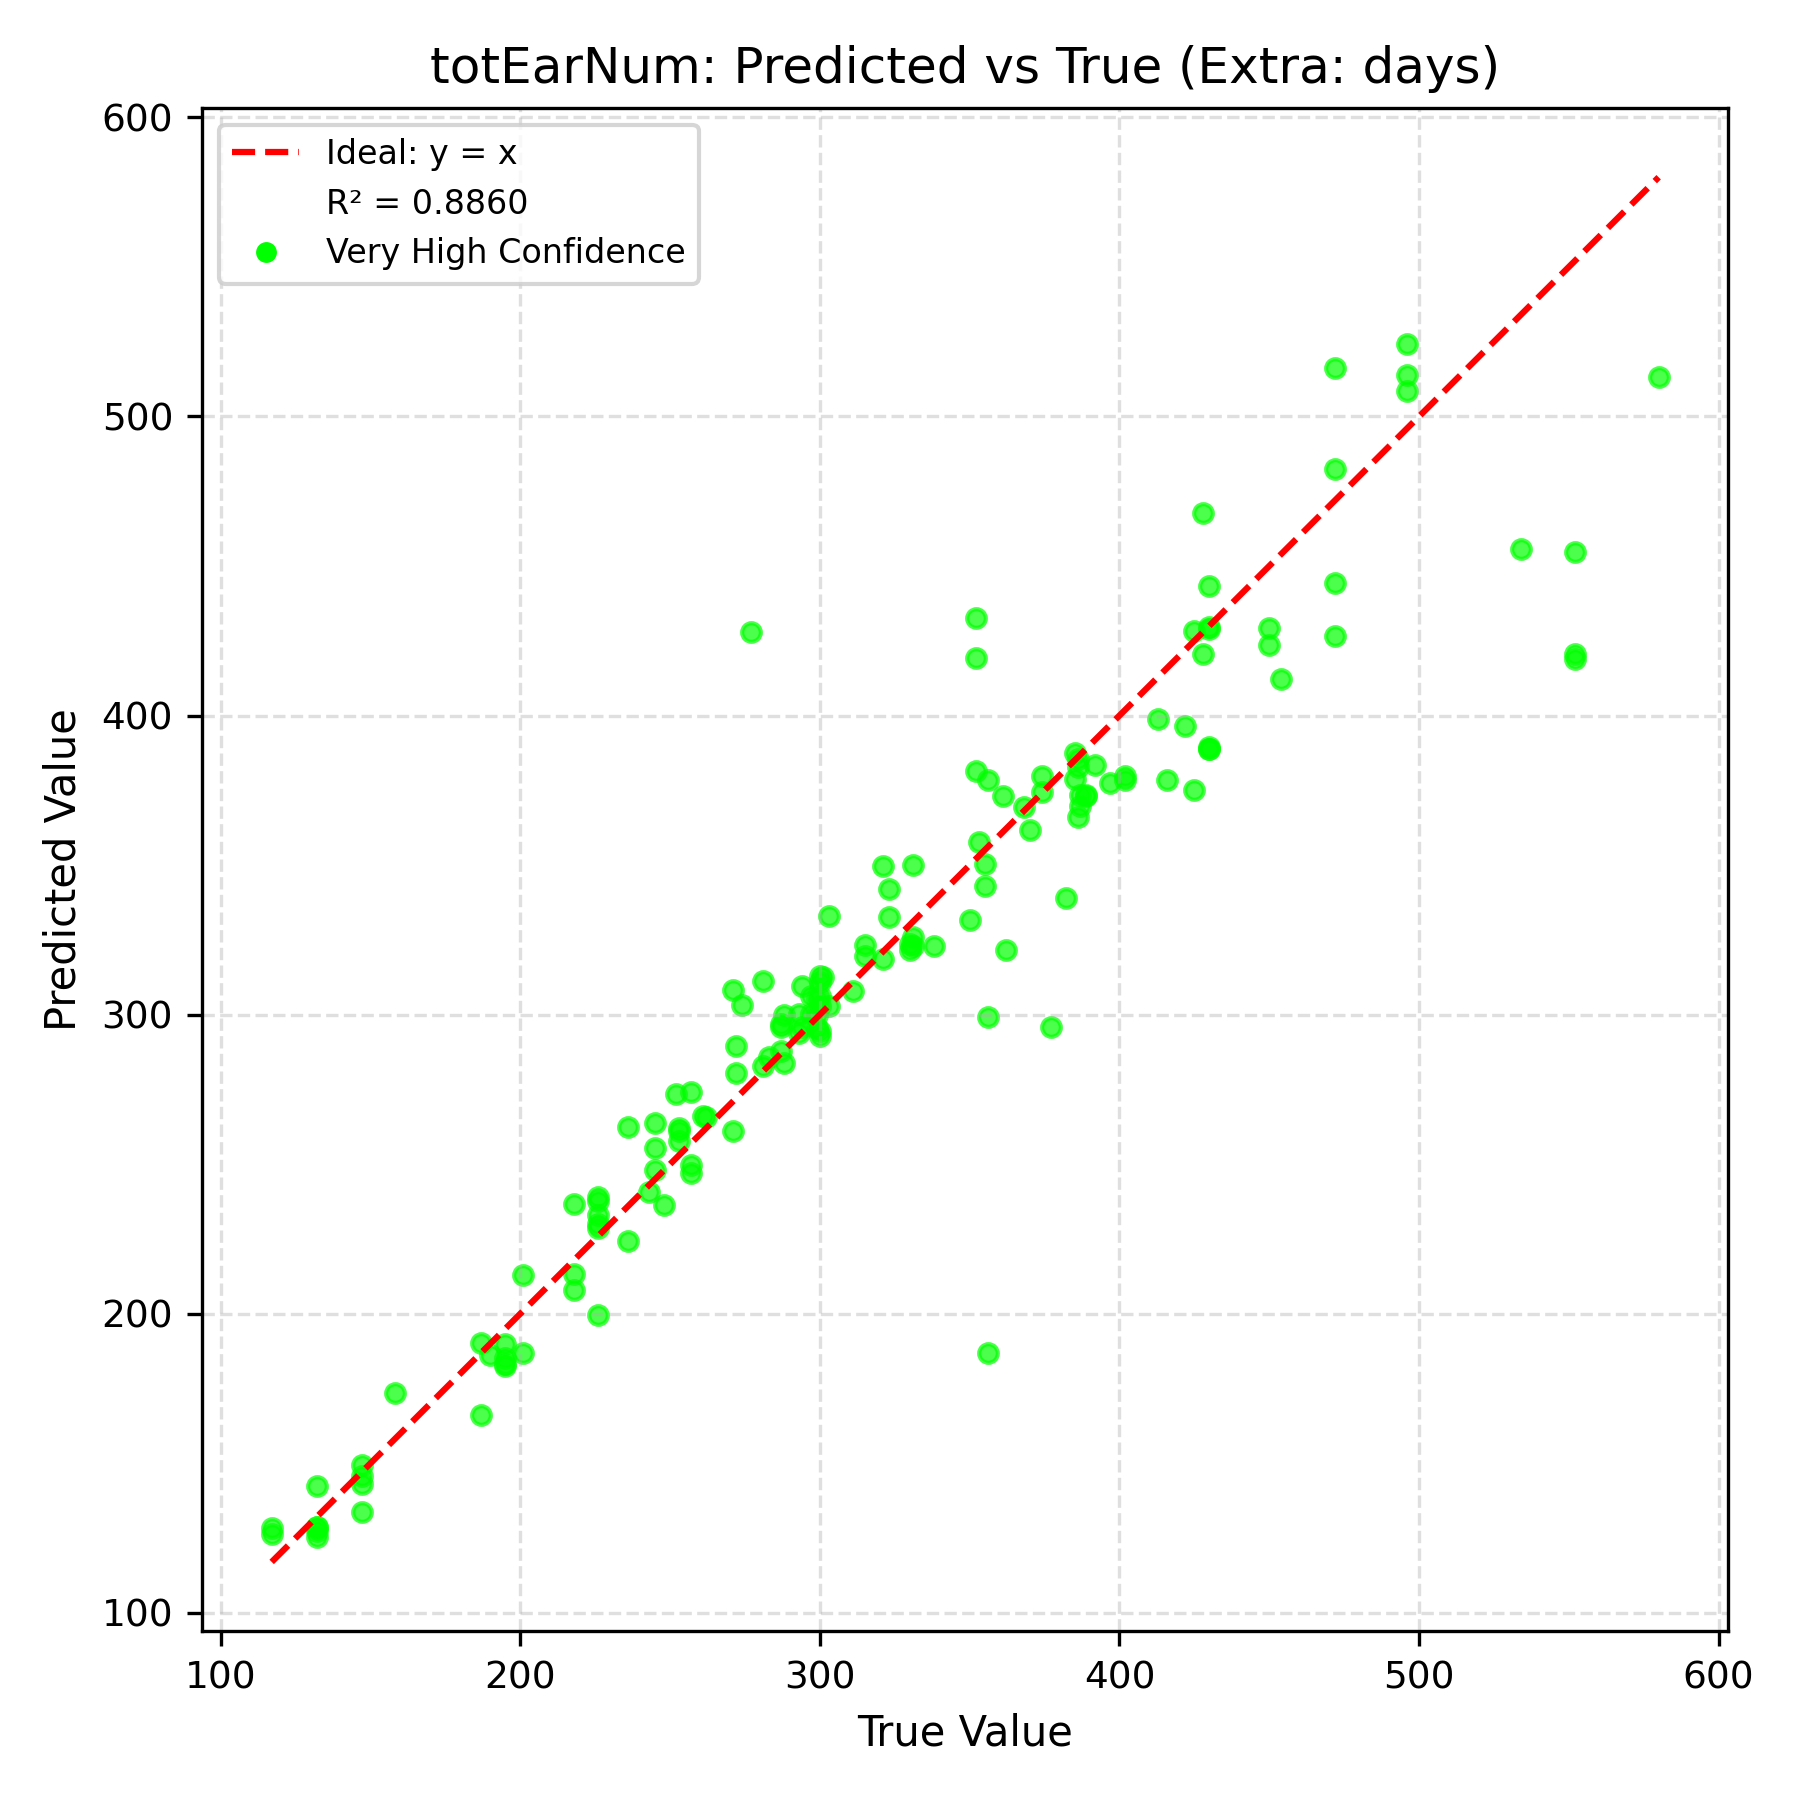 totEarNum: Predicted vs True (Extra: days)
Ideal: y = x
R² = 0.8860
Very High Confidence
600
500
400
300
200
100
Predicted Value
100 200 300 400 500 600
True Value